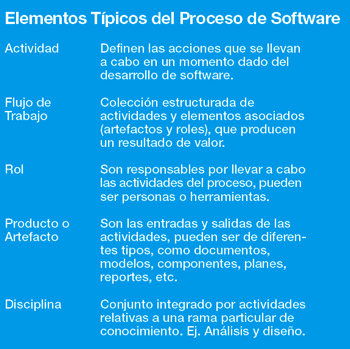 Elementos Típicos del Proceso de Software
Actividad
Definen las acciones que se llevan
a cabo en un momento dado del
desarrollo de software.
Flujo de
Trabajo
Colección estructurada de
actividades y elementos asociados
(artefactos y roles), que producen
un resultado de valor.
Rol
Son responsables por llevar a cabo
las actividades del proceso, pueden
ser personas o herramientas.
Producto o
Artefacto
Son las entradas y salidas de las
actividades, pueden ser de diferen-
tes tipos, como documentos,
modelos, componentes, planes,
reportes, etc.
Disciplina
Conjunto integrado por actividades
relativas a una rama particular de
conocimiento. Ej. Análisis y diseño.